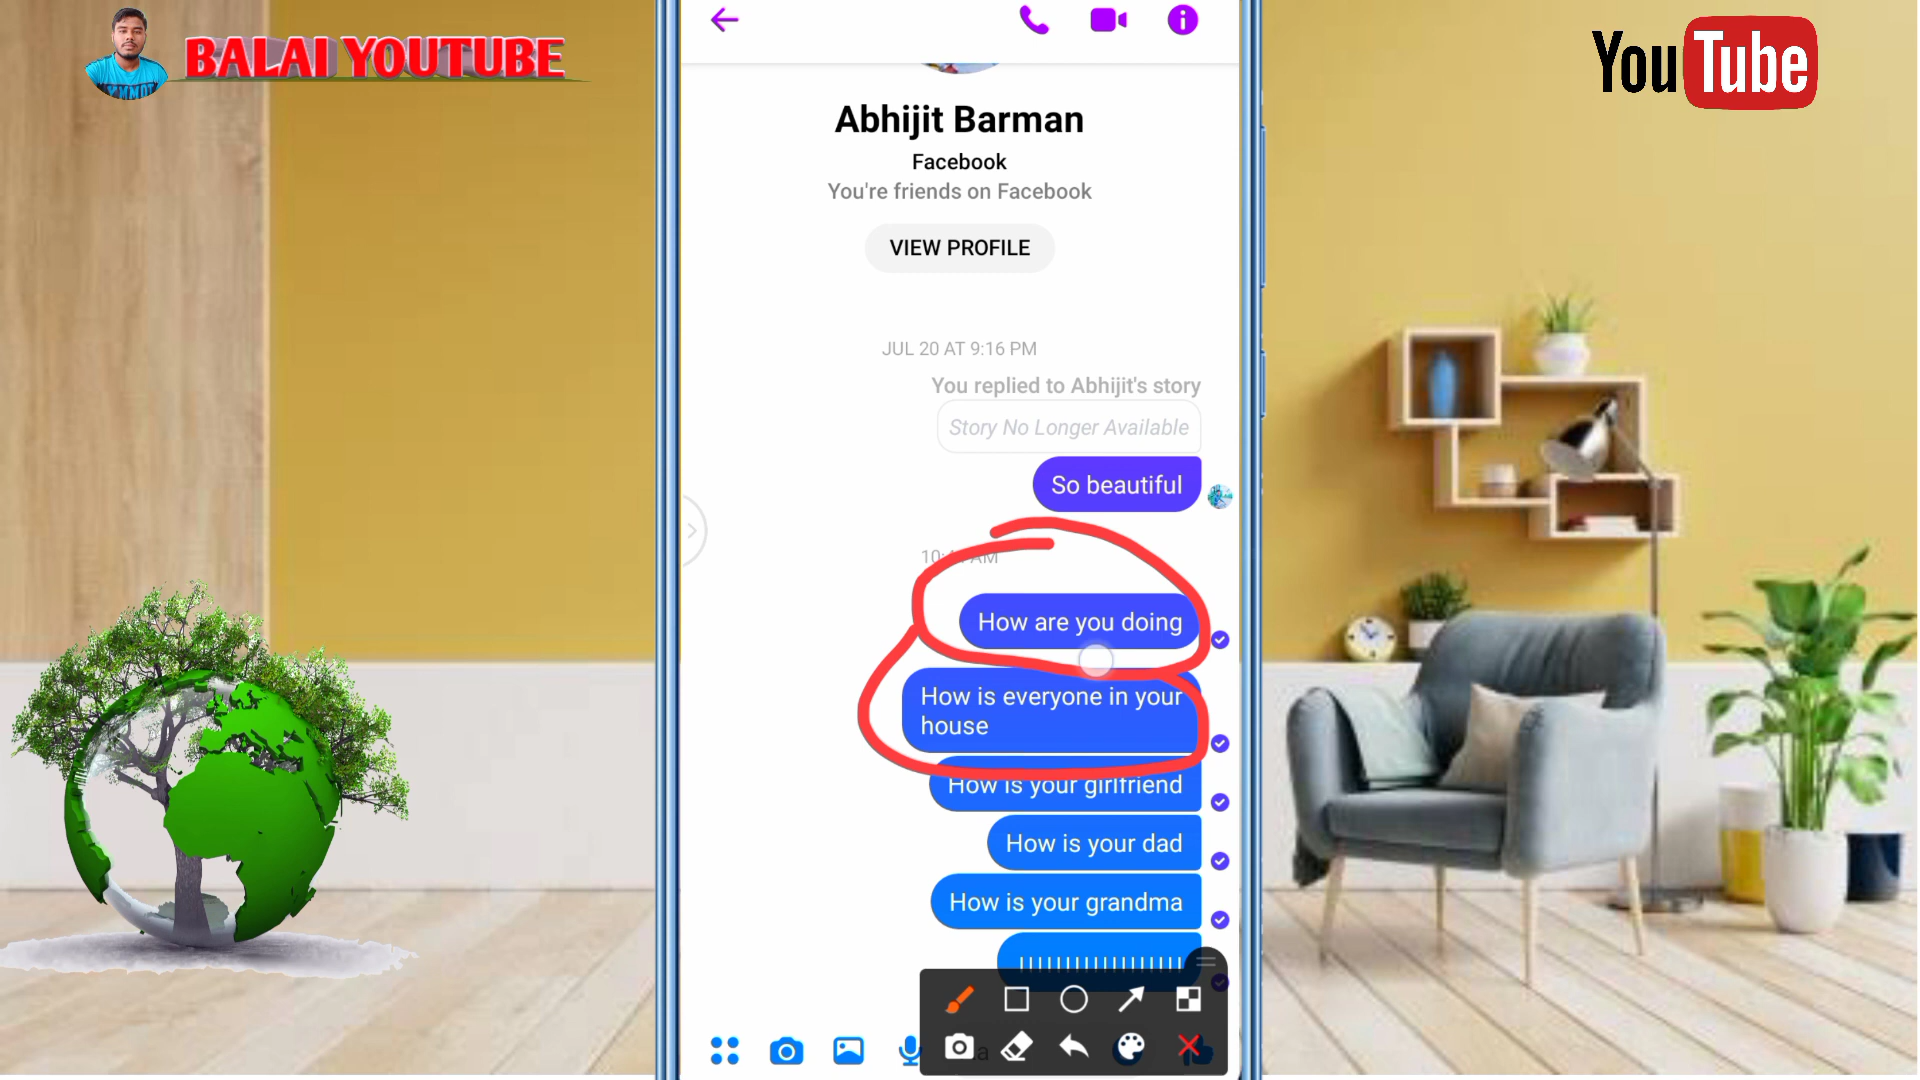 BALAI YOUTUBE
YouTube
Abhijit Barman
Facebook
You're friends on Facebook
VIEW PROFILE
JUL 20 AT 9:16 PM
You replied to Abhijit's story
Story No Longer Available
So beautiful
AM
How are you doing
How is everyone in your
house
How is your girlfriend
How is your dad
How is your grandma